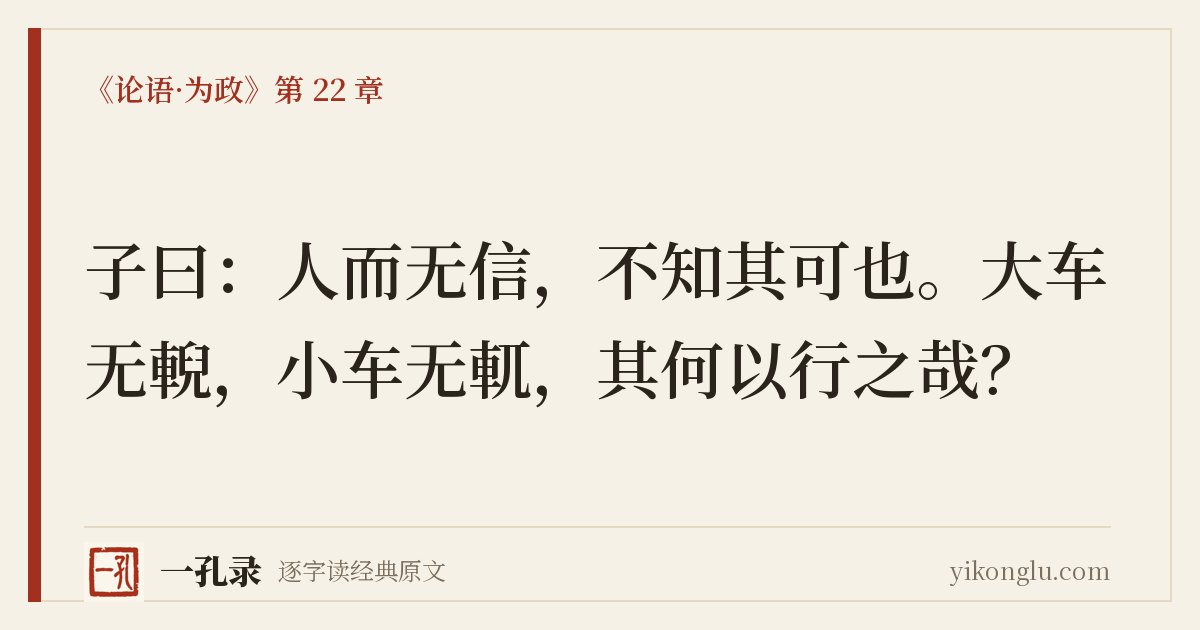 《论语·为政》第 22 章
子曰：人而无信，不知其可也。大车
无輗，小车无軏，其何以行之哉？
一孔
一孔录 逐字读经典原文
yikonglu.com